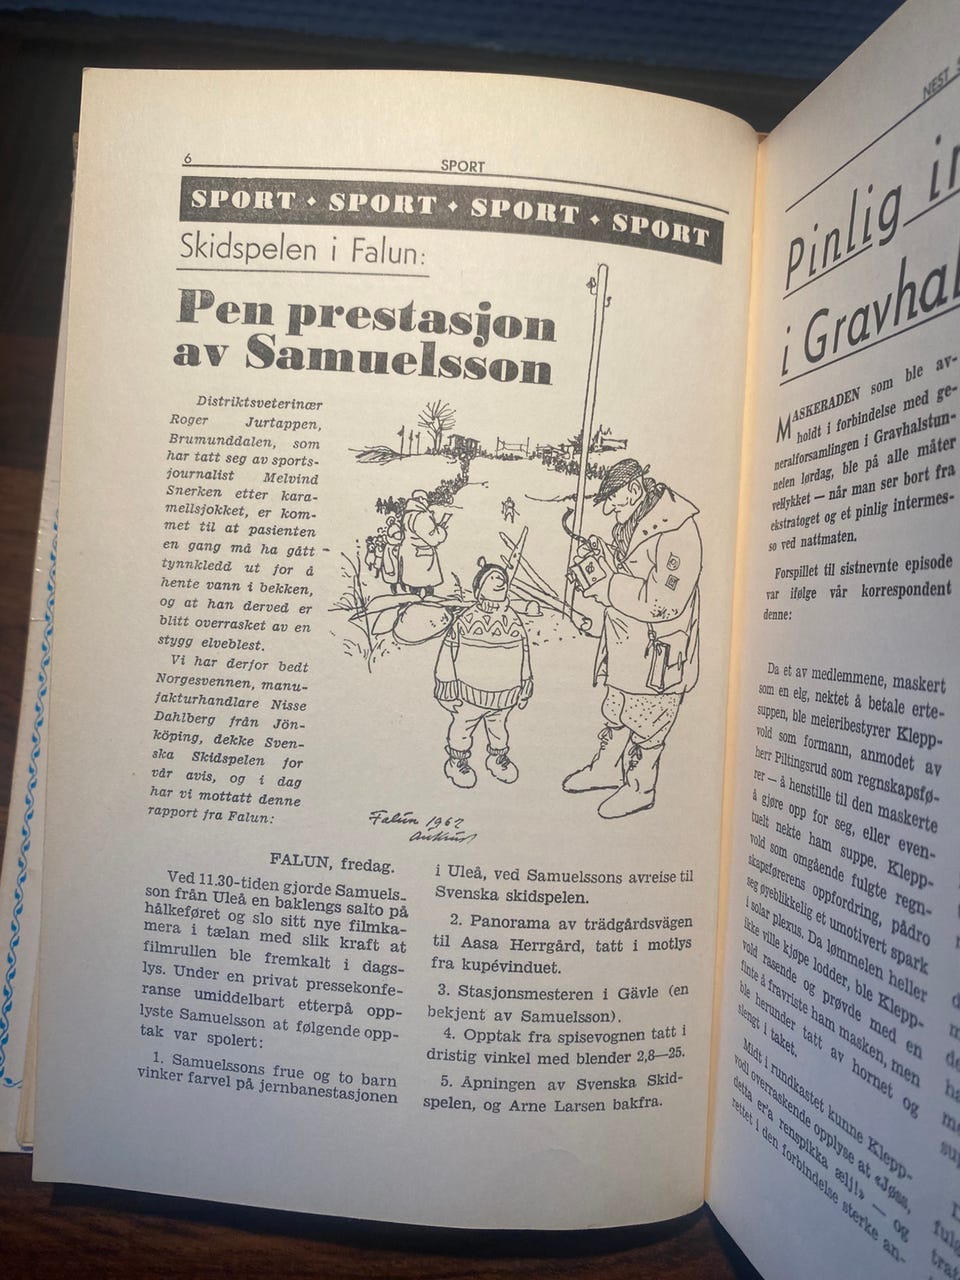 6
SPORT
SPORT • SPORT • SPORT • SPORT
Skidspelen i Falun:
Pen prestasjon
av Samuelsson
Distriktsveterinær
Roger Jurtappen,
Brumunddalen, som
har tatt seg av sports-
journalist Melvind
Snerken etter kara-
mellsjokket, er kom-
met til at pasienten
en gang må ha gått
tynnkledd ut for å
hente vann i bekken,
og at han derved er
blitt overrasket av en
stygg elveblest.
Vi har derfor bedt
Norgesvennen, manu-
fakturhandlare Nisse
Dahlberg från Jön-
köping, dekke Sven-
ska Skidspelen for
vår avis, og i dag
har vi mottatt denne
rapport fra Falun:
Falun 1962
Aukrust
FALUN, fredag.
Ved 11.30-tiden gjorde Samuels-
son från Uleå en baklengs salto på
hålkeføret og slo sitt nye filmka-
mera i tælan med slik kraft at
filmrullen ble fremkalt i dags-
lys. Under en privat pressekonfe-
ranse umiddelbart etterpå opp-
lyste Samuelsson at følgende opp-
tak var spolert:
1. Samuelssons frue og to barn
vinker farvel på jernbanestasjonen
i Uleå, ved Samuelssons avreise til
Svenska skidspelen.
2. Panorama av trädgårdsvägen
til Aasa Herrgård, tatt i motlys
fra kupévinduet.
3. Stasjonsmesteren i Gävle (en
bekjent av Samuelsson).
4. Opptak fra spisevognen tatt i
dristig vinkel med blender 2,8—25.
5. Apningen av Svenska Skid-
spelen, og Arne Larsen bakfra.
NEST
Pinlig
i Gravhal
MASKERADEN som ble av-
holdt i forbindelse med ge-
neralforsamlingen i Gravhalstun-
nelen lørdag, ble på alle måter
vellykket — når man ser bort fra
ekstratoget og et pinlig intermes-
so ved nattmaten.
Forspillet til sistnevnte episode
var ifølge vår korrespondent
denne:
Da et av medlemmene, maskert
som en elg, nektet å betale erte-
suppen, ble meieribestyrer Klepp-
vold som formann, anmodet av
herr Piltingsrud som regnskapsfø-
rer — å henstille til den maskerte
å gjøre opp for seg, eller even-
tuelt nekte ham suppe. Klepp-
vold som omgående fulgte regn-
skapsførerens oppfordring, pådro
seg øyeblikkelig et umotivert spark
i solar plexus. Da lømmelen heller
ikke ville kjøpe lodder, ble Klepp-
vold rasende og prøvde med en
finte å fravriste ham masken, men
ble herunder tatt av hornet og
slengt i taket.
Midt i rundkastet kunne Klepp-
vodl overraskende opplyse at «Jøss,
detta er'a renspikka ælj!» — og
rettet i den forbindelse sterke an-